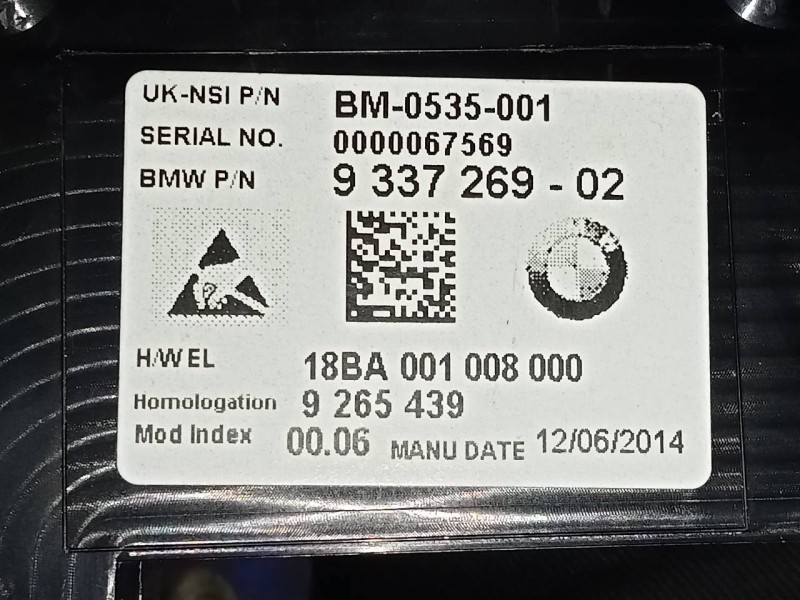 UK-NSI P/N BM-0535-001
SERIAL NO. 0000067569
BMW P/N 9 337 269 - 02
H/W EL 18BA 001 008 000
Homologation 9 265 439
Mod Index 00.06 MANU DATE 12/06/2014